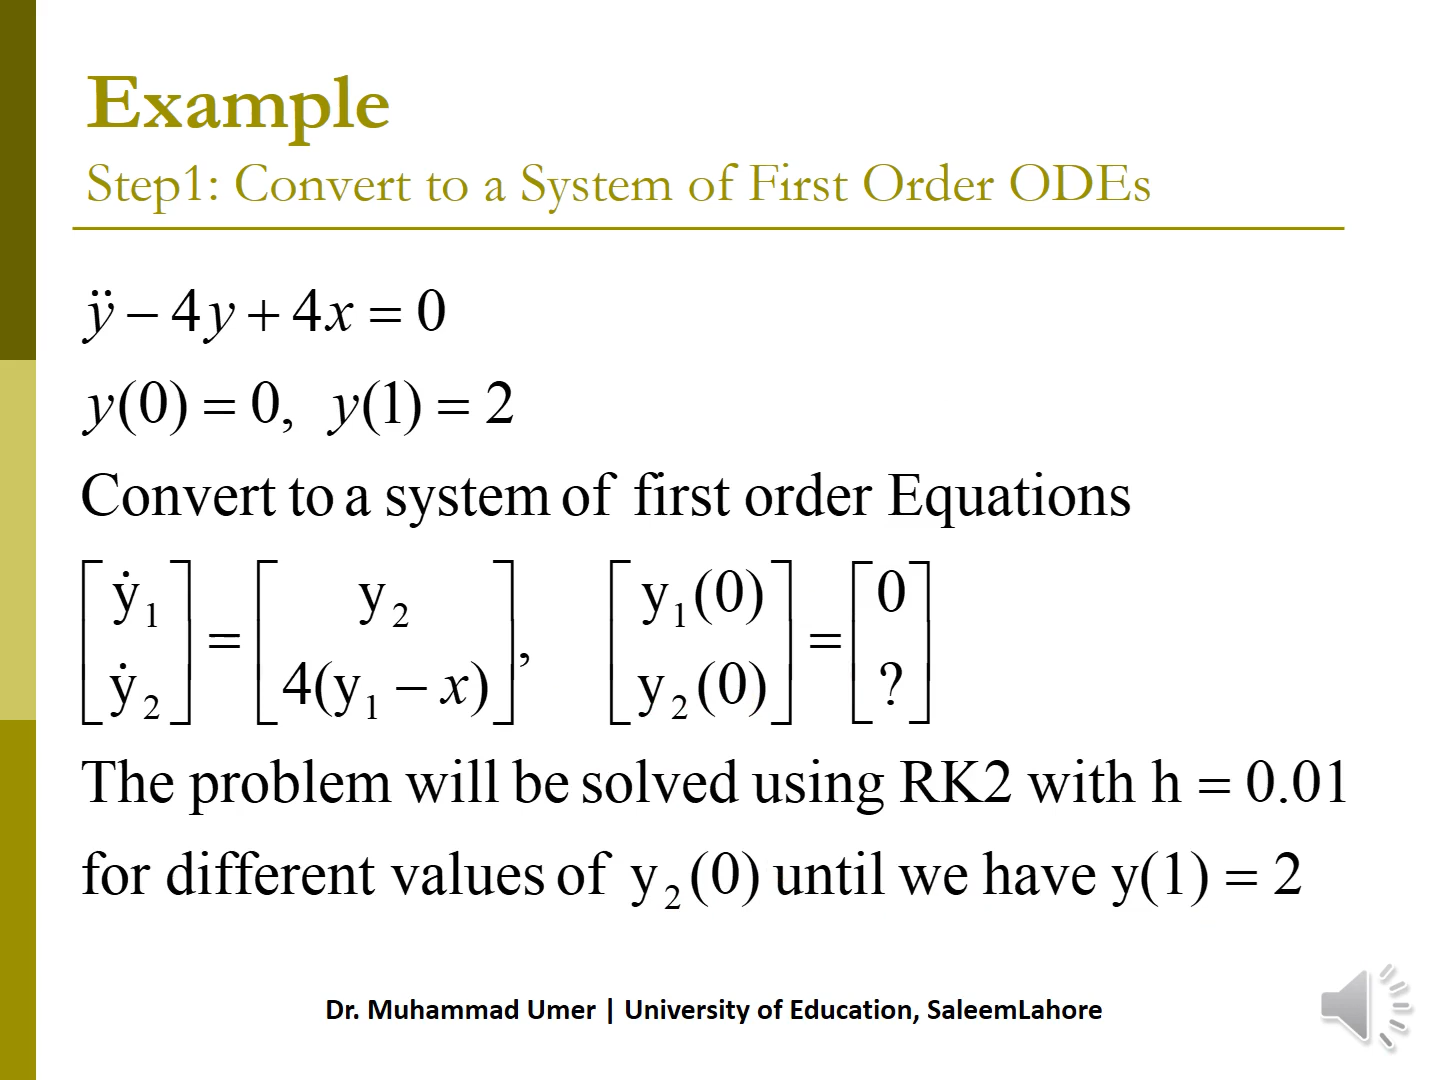 Example
Step1: Convert to a System of First Order ODEs
ÿ − 4y + 4x = 0
y(0) = 0, y(1) = 2
Convert to a system of first order Equations
[ẏ₁ ẏ₂] = [y₂ 4(y₁ − x)], [y₁(0) y₂(0)] = [0 ?]
The problem will be solved using RK2 with h = 0.01
for different values of y₂(0) until we have y(1) = 2
Dr. Muhammad Umer | University of Education, SaleemLahore